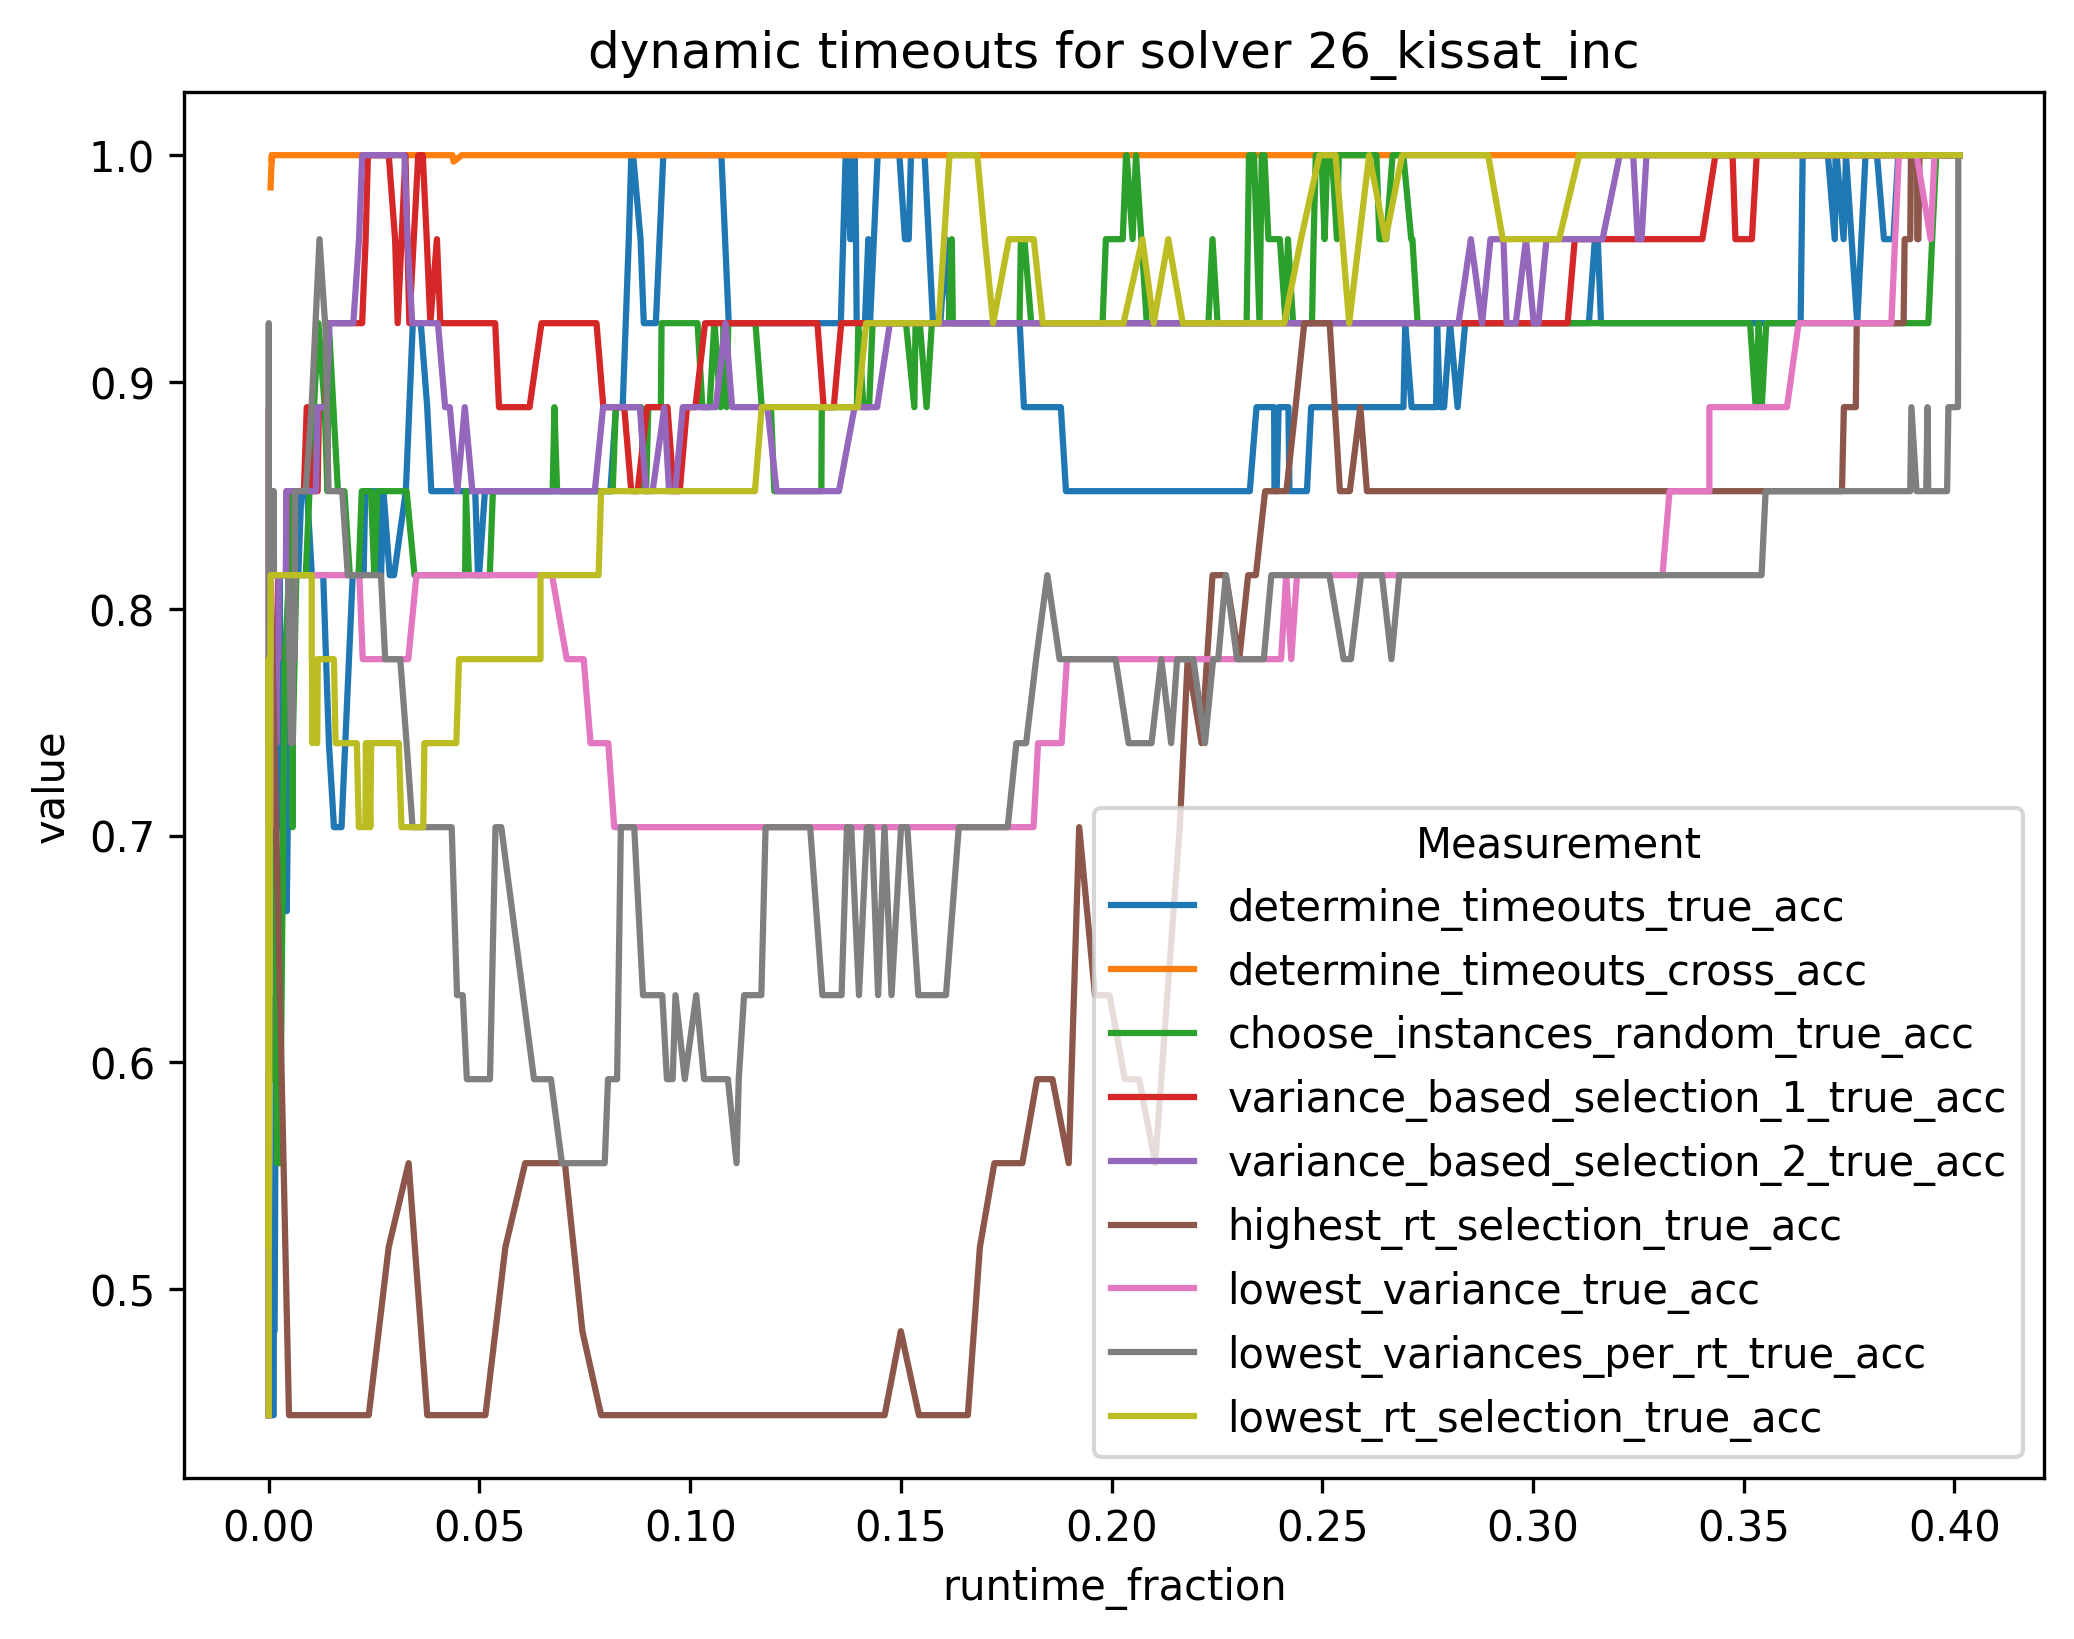 dynamic timeouts for solver 26_kissat_inc
1.0
0.9
0.8
0.7
0.6
0.5
value
Measurement
determine_timeouts_true_acc
determine_timeouts_cross_acc
choose_instances_random_true_acc
variance_based_selection_1_true_acc
variance_based_selection_2_true_acc
highest_rt_selection_true_acc
lowest_variance_true_acc
lowest_variances_per_rt_true_acc
lowest_rt_selection_true_acc
0.00 0.05 0.10 0.15 0.20 0.25 0.30 0.35 0.40
runtime_fraction